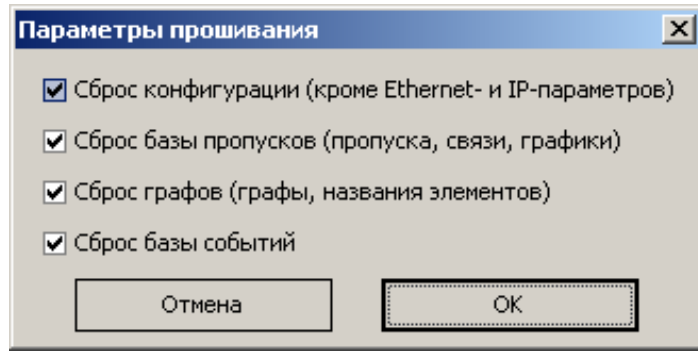 Параметры прошивания
Сброс конфигурации (кроме Ethernet- и IP-параметров)
Сброс базы пропусков (пропуска, связи, графики)
Сброс графов (графы, названия элементов)
Сброс базы событий
Отмена OK